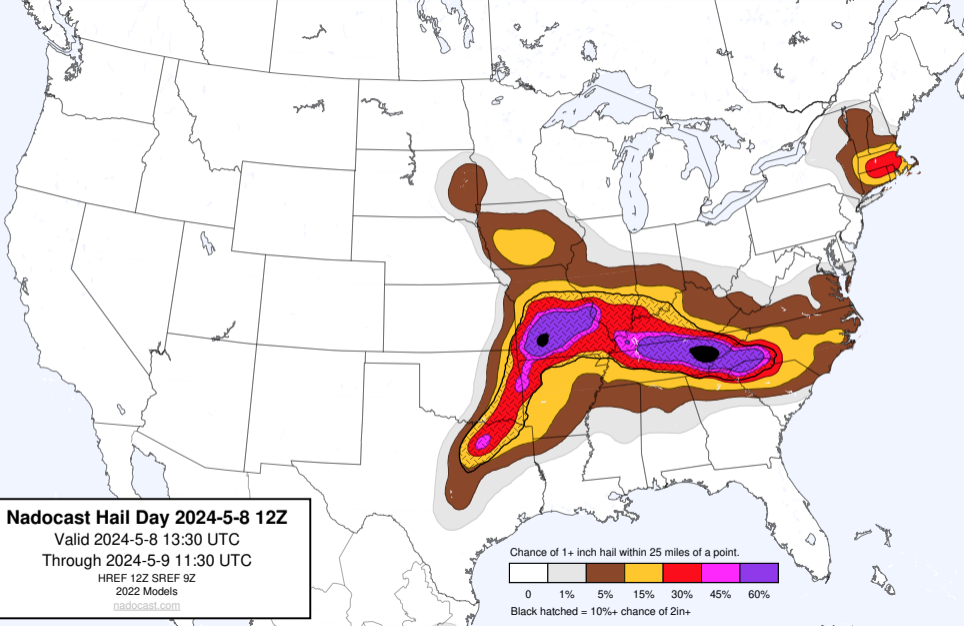 Nadocast Hail Day 2024-5-8 12Z
Valid 2024-5-8 13:30 UTC
Through 2024-5-9 11:30 UTC
HREF 12Z SREF 9Z
2022 Models
nadocast.com
Chance of 1+ inch hail within 25 miles of a point.
0 1% 5% 15% 30% 45% 60%
Black hatched = 10%+ chance of 2in+